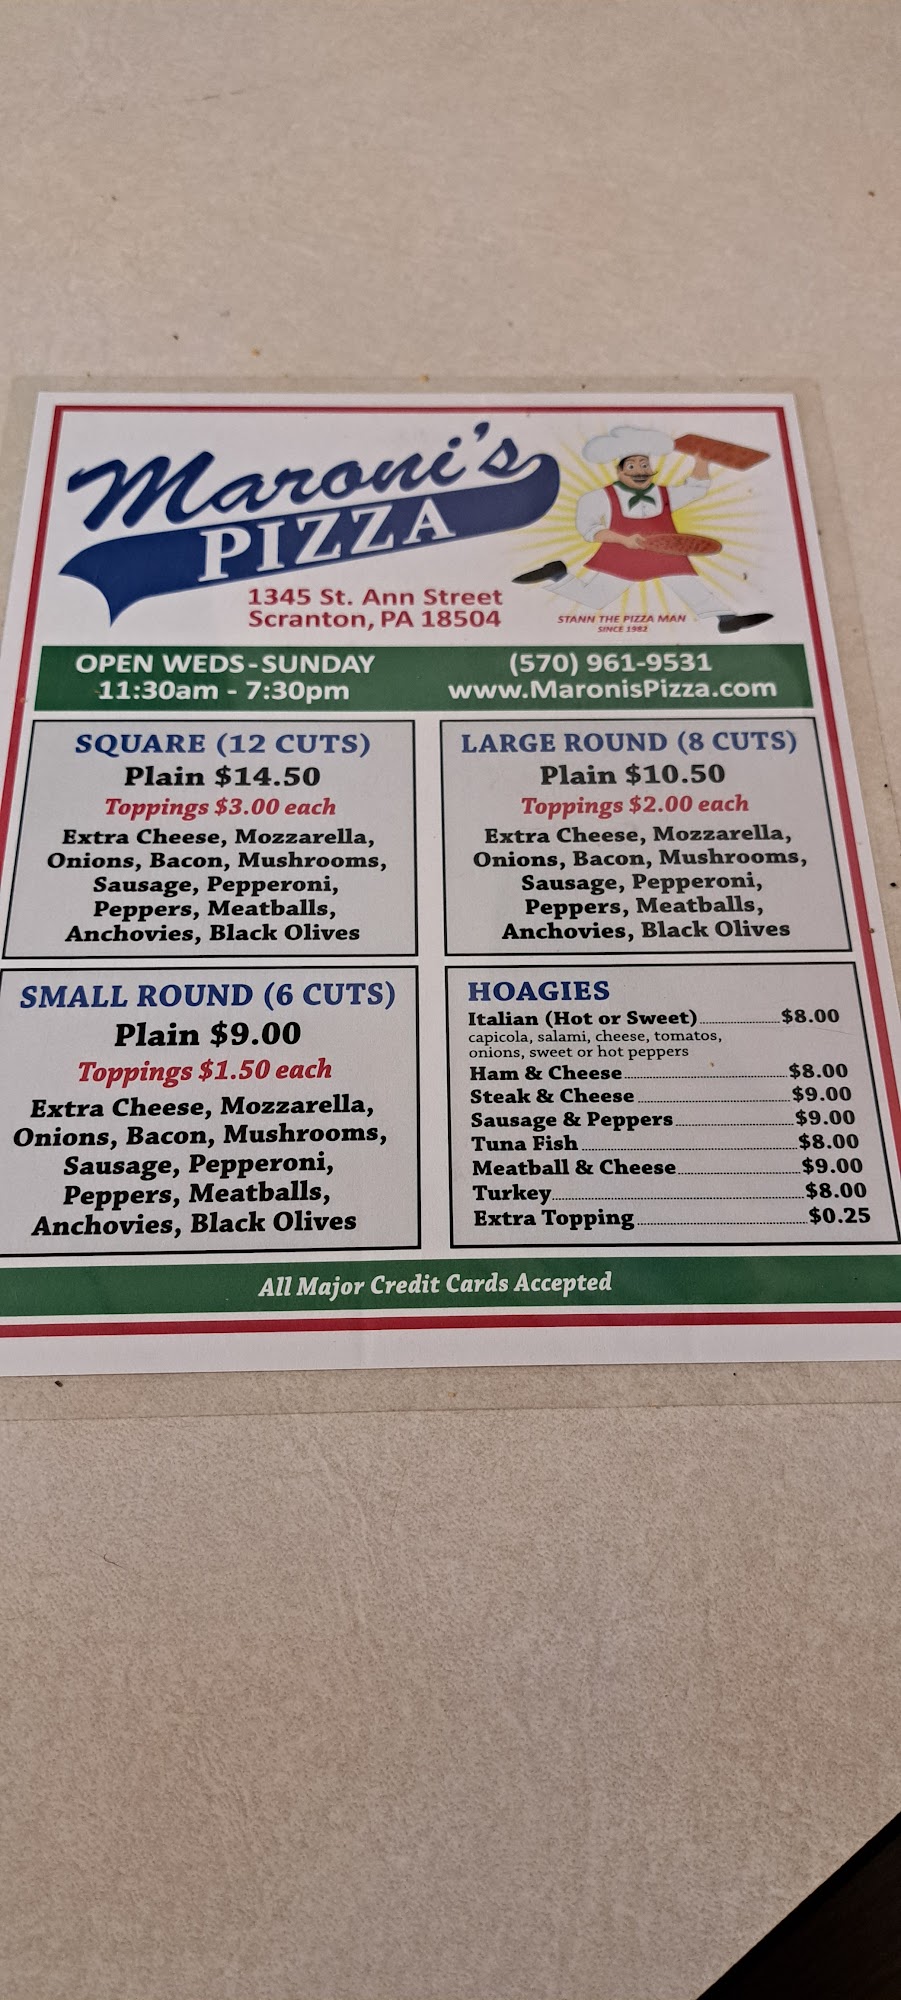 Maroni's
PIZZA
1345 St. Ann Street
Scranton, PA 18504
STANN THE PIZZA MAN
SINCE 1982
OPEN WEDS-SUNDAY
11:30am - 7:30pm
(570) 961-9531
www.MaronisPizza.com
SQUARE (12 CUTS)
Plain $14.50
Toppings $3.00 each
Extra Cheese, Mozzarella,
Onions, Bacon, Mushrooms,
Sausage, Pepperoni,
Peppers, Meatballs,
Anchovies, Black Olives
LARGE ROUND (8 CUTS)
Plain $10.50
Toppings $2.00 each
Extra Cheese, Mozzarella,
Onions, Bacon, Mushrooms,
Sausage, Pepperoni,
Peppers, Meatballs,
Anchovies, Black Olives
SMALL ROUND (6 CUTS)
Plain $9.00
Toppings $1.50 each
Extra Cheese, Mozzarella,
Onions, Bacon, Mushrooms,
Sausage, Pepperoni,
Peppers, Meatballs,
Anchovies, Black Olives
HOAGIES
Italian (Hot or Sweet) $8.00
capicola, salami, cheese, tomatos,
onions, sweet or hot peppers
Ham & Cheese $8.00
Steak & Cheese $9.00
Sausage & Peppers $9.00
Tuna Fish $8.00
Meatball & Cheese $9.00
Turkey $8.00
Extra Topping $0.25
All Major Credit Cards Accepted